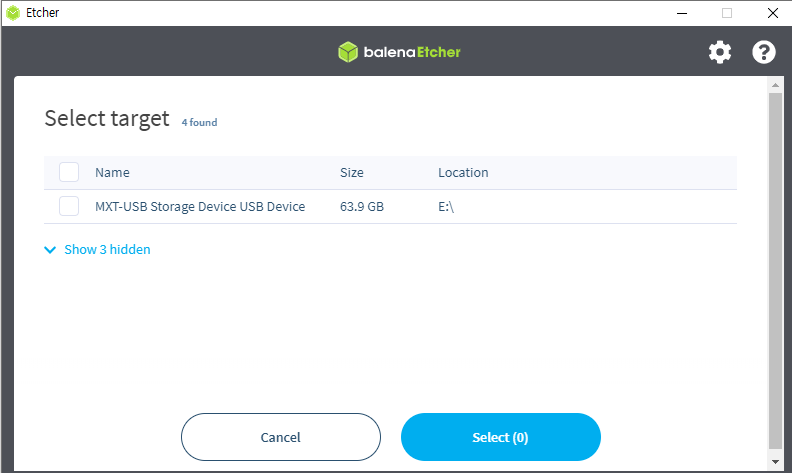 Etcher
balenaEtcher
Select target 4 found
Name Size Location
MXT-USB Storage Device USB Device 63.9 GB E:\
Show 3 hidden
Cancel Select (0)